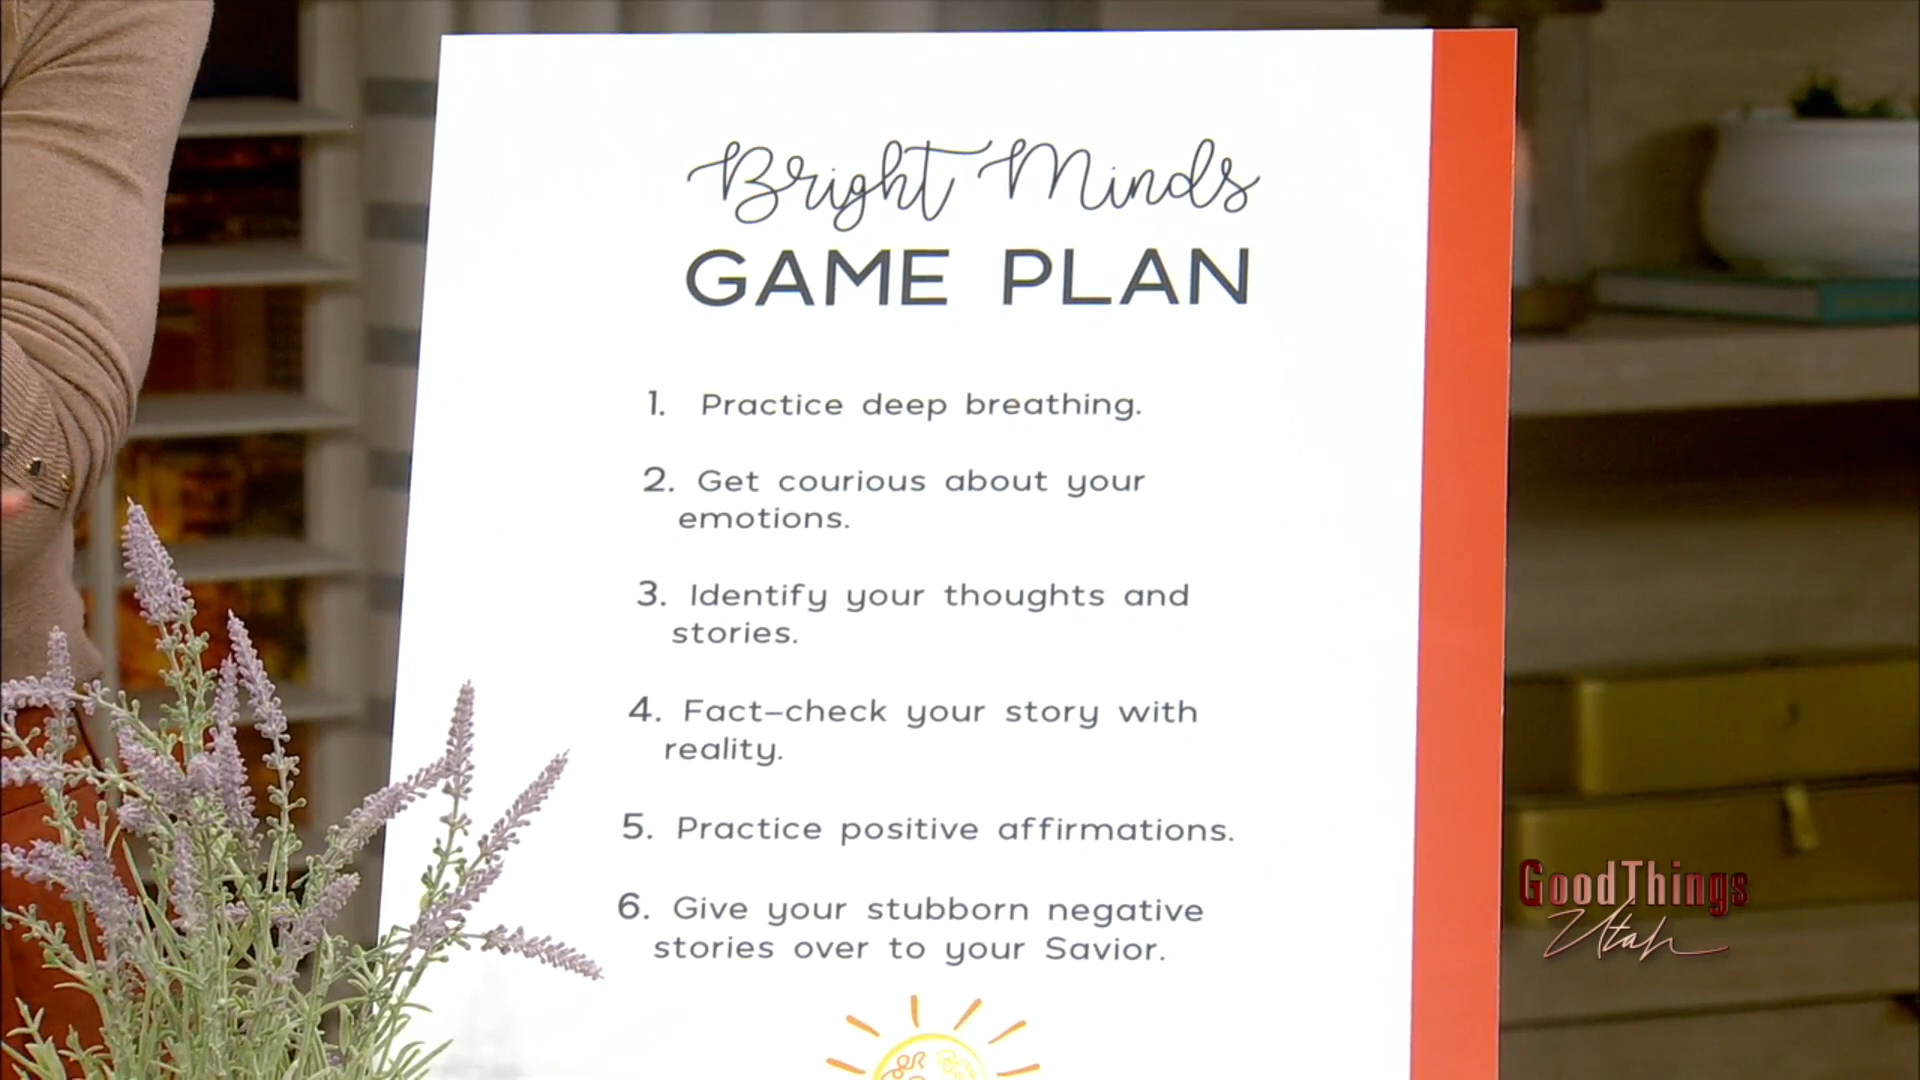 Bright Minds
GAME PLAN
1. Practice deep breathing.
2. Get courious about your
emotions.
3. Identify your thoughts and
stories.
4. Fact-check your story with
reality.
5. Practice positive affirmations.
6. Give your stubborn negative
stories over to your Savior.
GoodThings
Utah